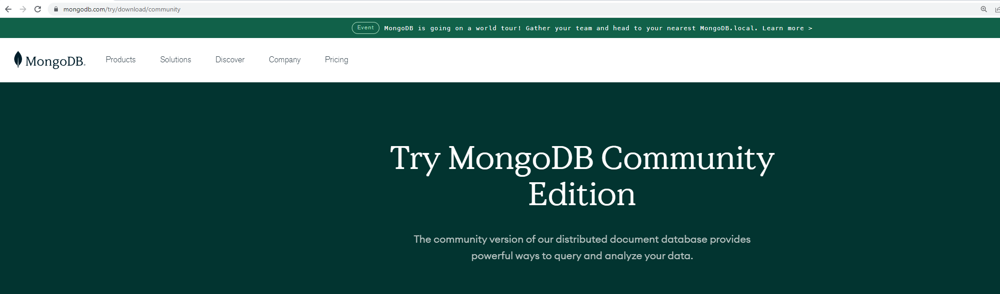 mongodb.com/try/download/community
Event MongoDB is going on a world tour! Gather your team and head to your nearest MongoDB.local. Learn more >
MongoDB® Products Solutions Discover Company Pricing
Try MongoDB Community
Edition
The community version of our distributed document database provides
powerful ways to query and analyze your data.